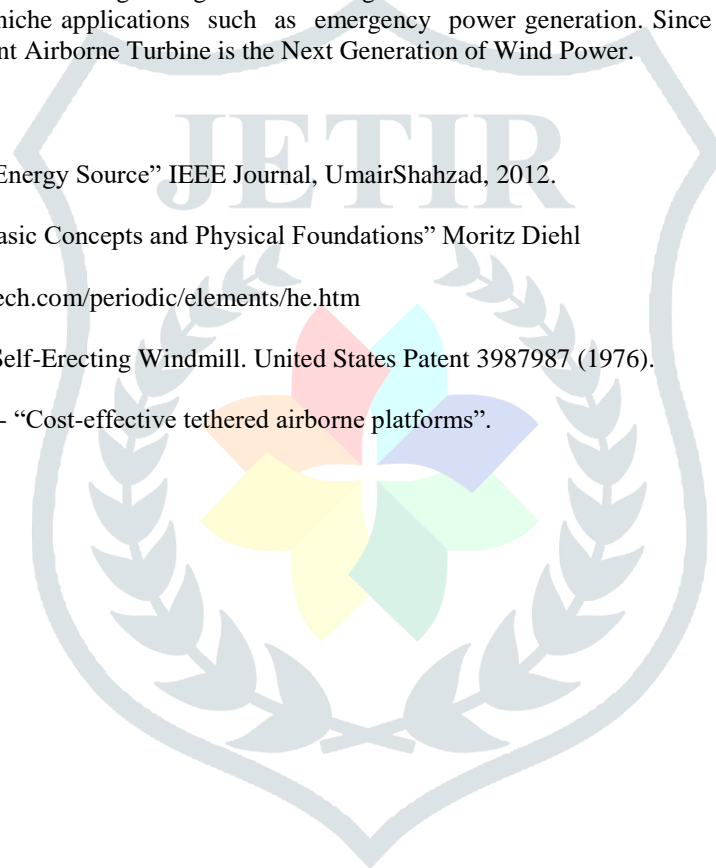 niche applications such as emergency power generation. Since
nt Airborne Turbine is the Next Generation of Wind Power.
JETIR
Energy Source” IEEE Journal, UmairShahzad, 2012.
asic Concepts and Physical Foundations” Moritz Diehl
ech.com/periodic/elements/he.htm
Self-Erecting Windmill. United States Patent 3987987 (1976).
- “Cost-effective tethered airborne platforms”.